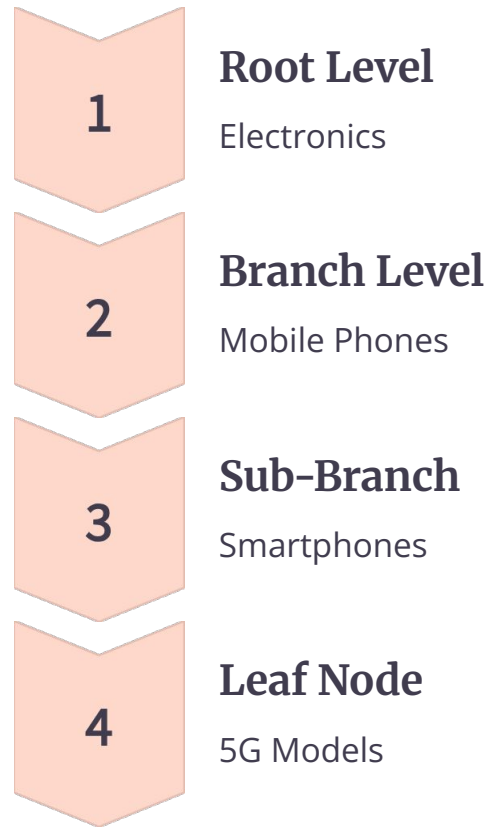 1
Root Level
Electronics
2
Branch Level
Mobile Phones
3
Sub-Branch
Smartphones
4
Leaf Node
5G Models